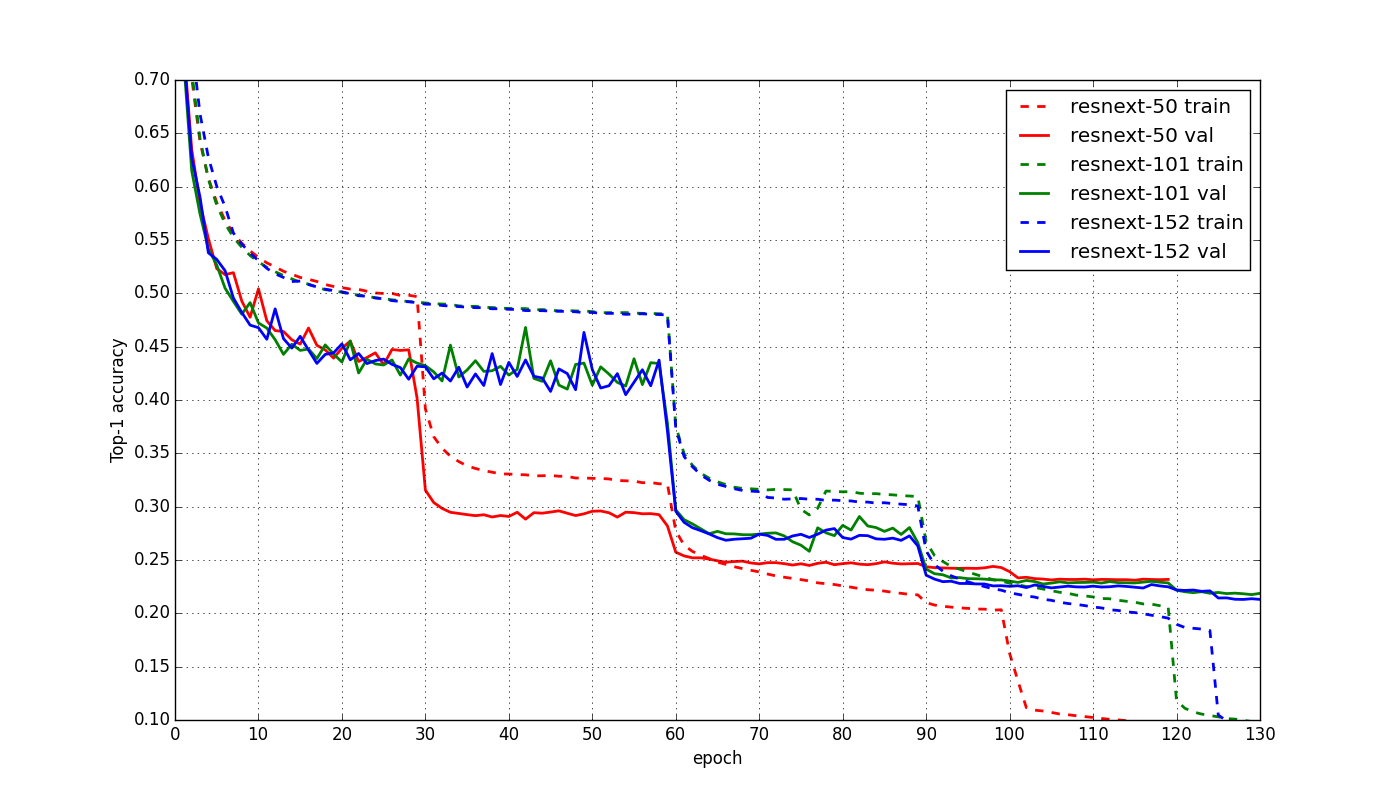 0.70
0.65
0.60
0.55
0.50
0.45
0.40
0.35
0.30
0.25
0.20
0.15
0.10
Top-1 accuracy
resnext-50 train
resnext-50 val
resnext-101 train
resnext-101 val
resnext-152 train
resnext-152 val
0 10 20 30 40 50 60 70 80 90 100 110 120 130
epoch